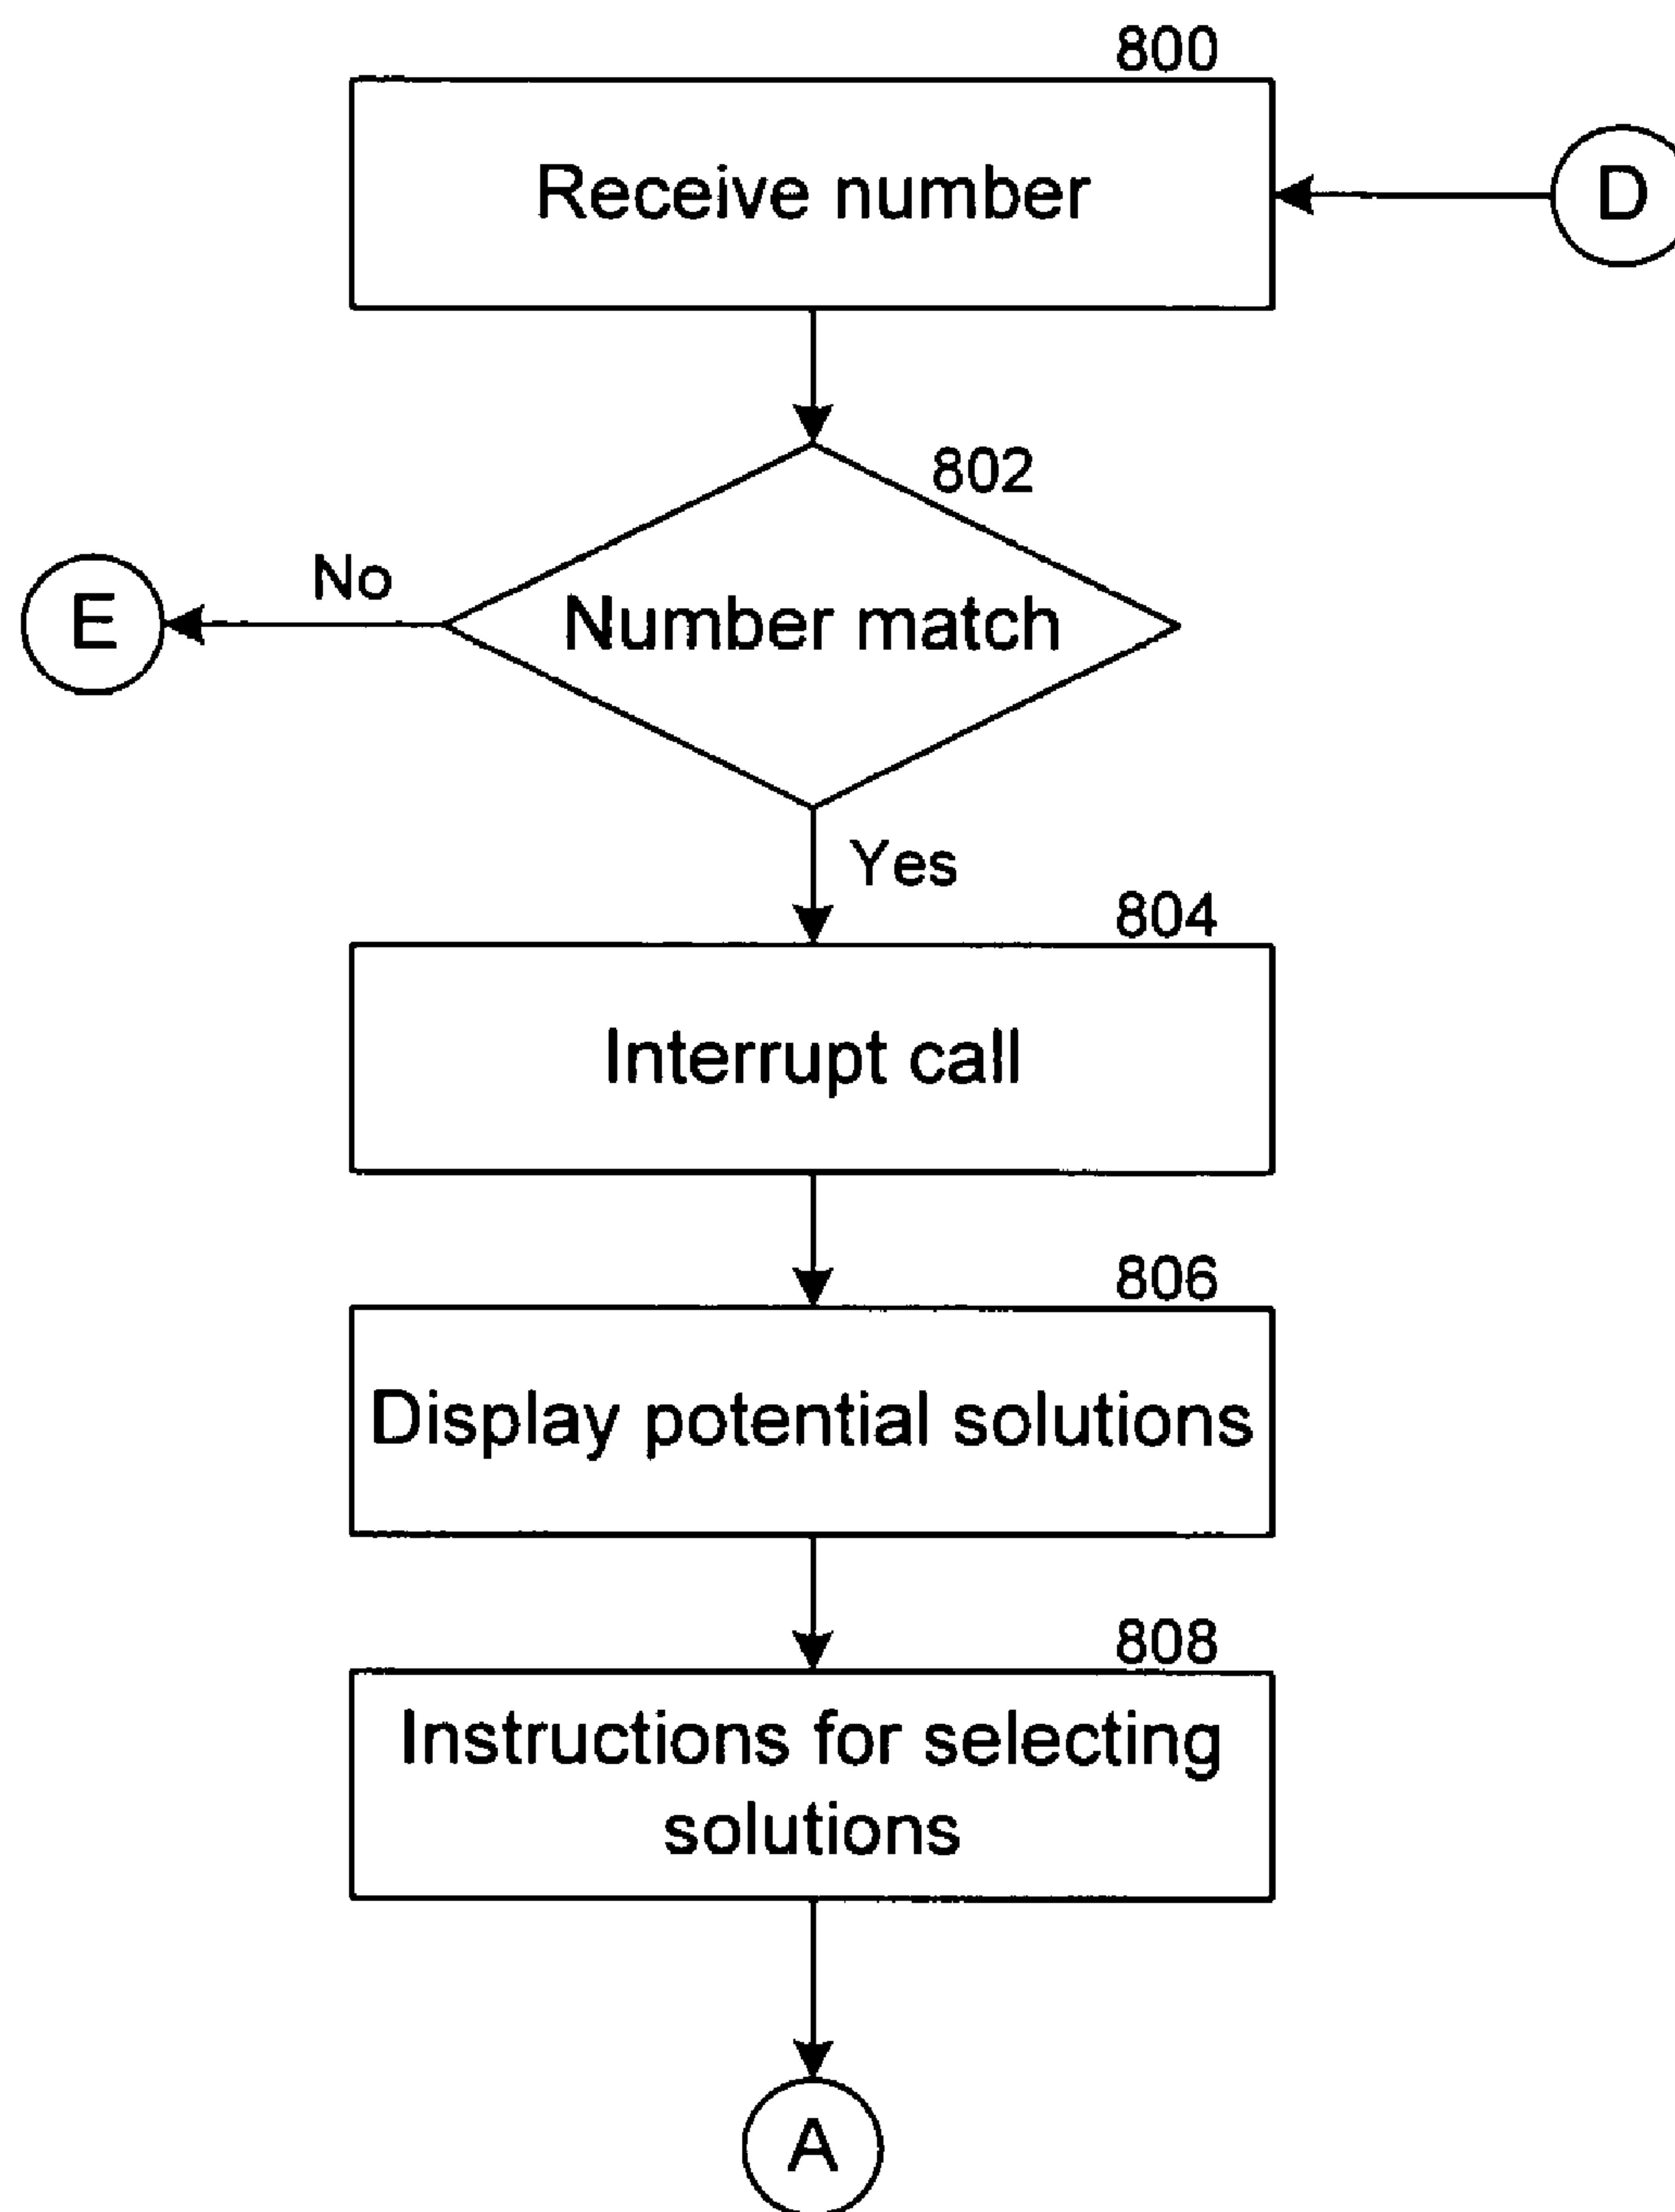 800
Receive number
D
802
No
E
Number match
Yes
804
Interrupt call
806
Display potential solutions
808
Instructions for selecting
solutions
A